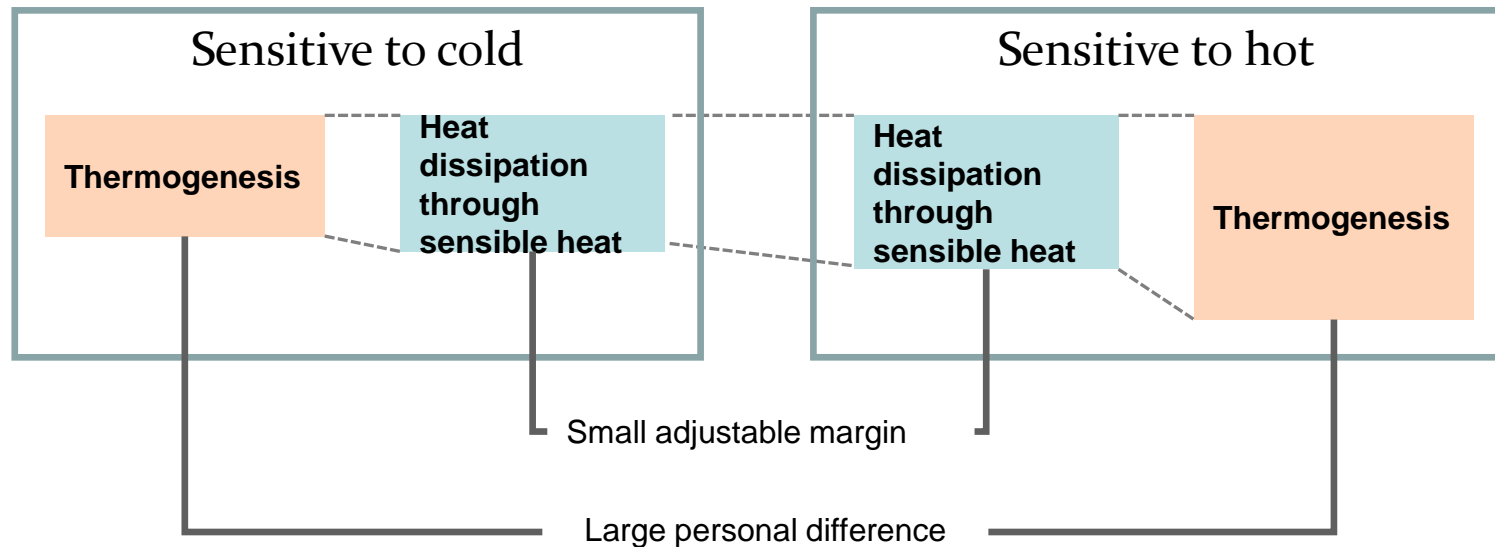 Sensitive to cold
Thermogenesis
Heat
dissipation
through
sensible heat
Sensitive to hot
Heat
dissipation
through
sensible heat
Thermogenesis
Small adjustable margin
Large personal difference